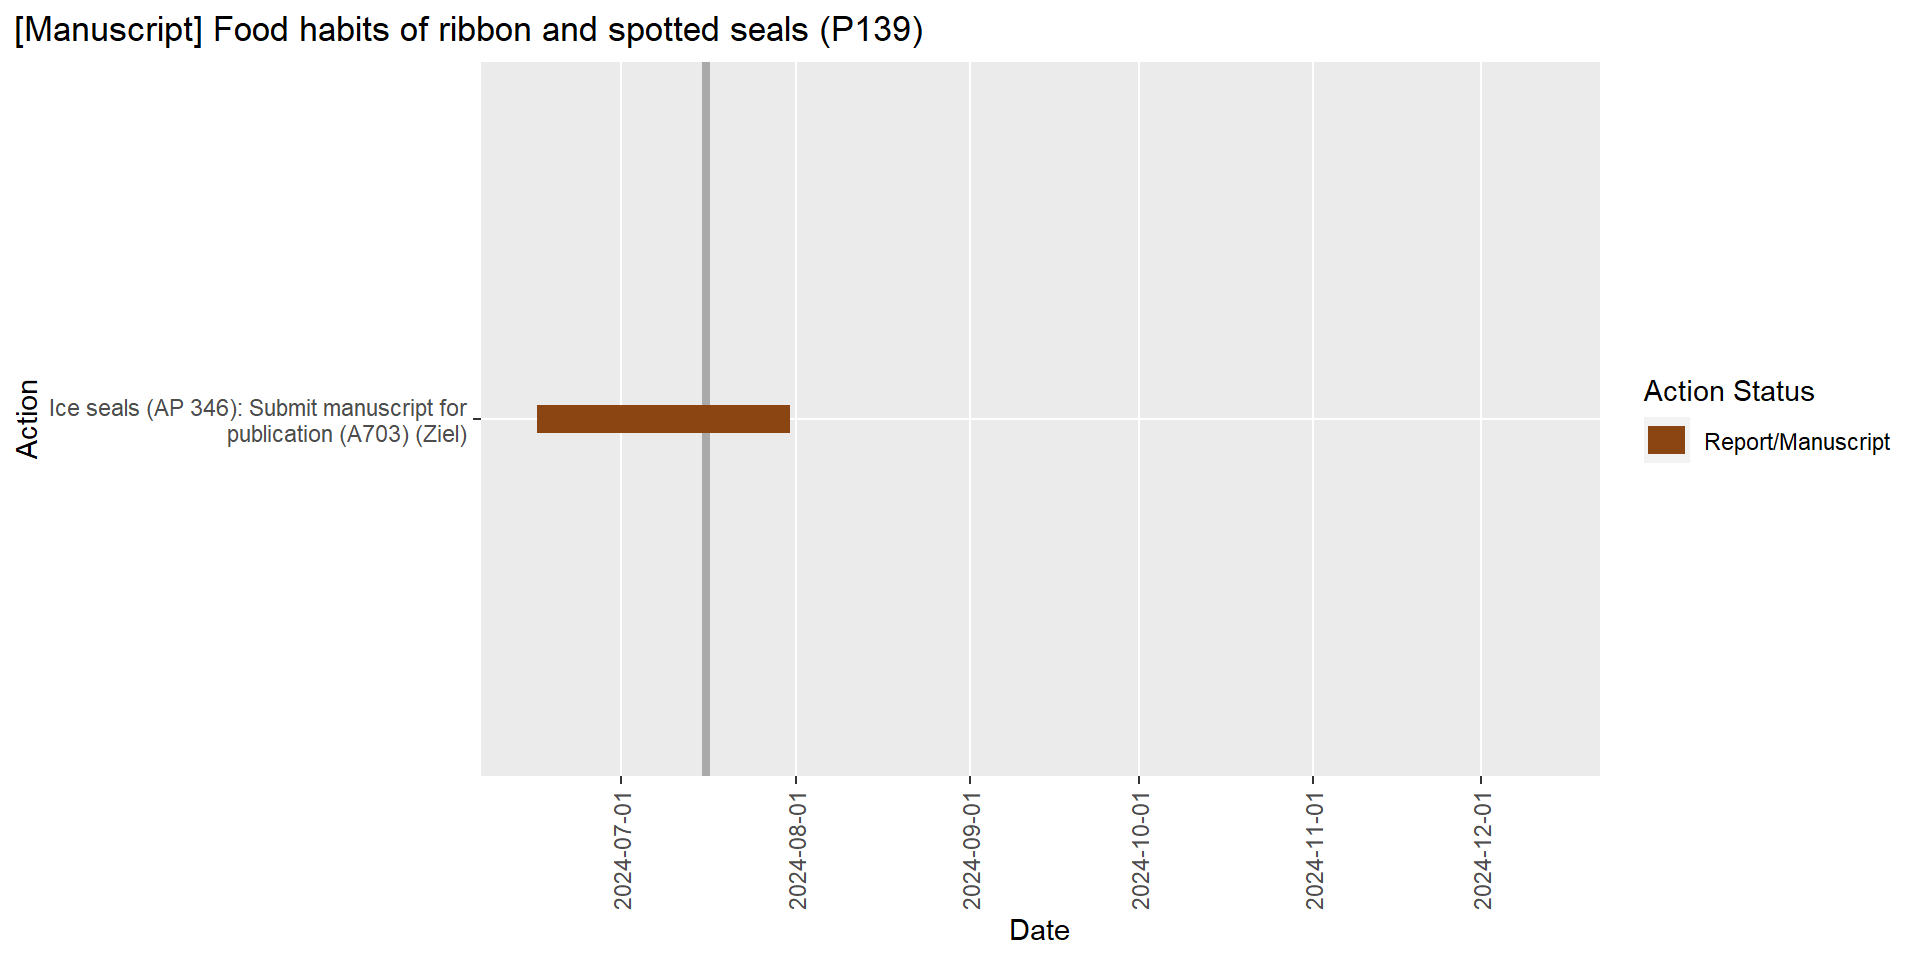 [Manuscript] Food habits of ribbon and spotted seals (P139)
Action
Ice seals (AP 346): Submit manuscript for
publication (A703) (Ziel)
Action Status
Report/Manuscript
2024-07-01
2024-08-01
2024-09-01
2024-10-01
2024-11-01
2024-12-01
Date